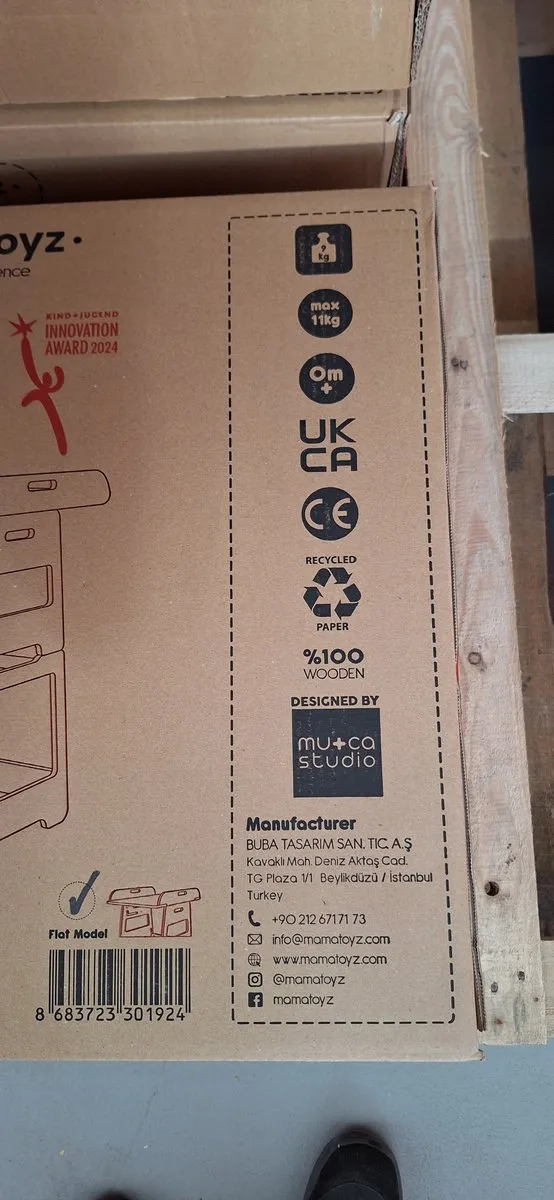 oyz·
ence
KIND+JUGEND
INNOVATION
AWARD 2024
?
kg
max
11kg
0m
+
UK
CA
CE
RECYCLED
PAPER
%100
WOODEN
DESIGNED BY
mu+ca
studio
Manufacturer
BUBA TASARIM SAN. TIC. A.Ş
Kavaklı Mah. Deniz Aktaş Cad.
TG Plaza 1/1 Beylikdüzü / İstanbul
Turkey
+90 212 67171 73
info@mamatoyz.com
www.mamatoyz.com
@mamatoyz
mamatoyz
Flat Model
8 683723 301924